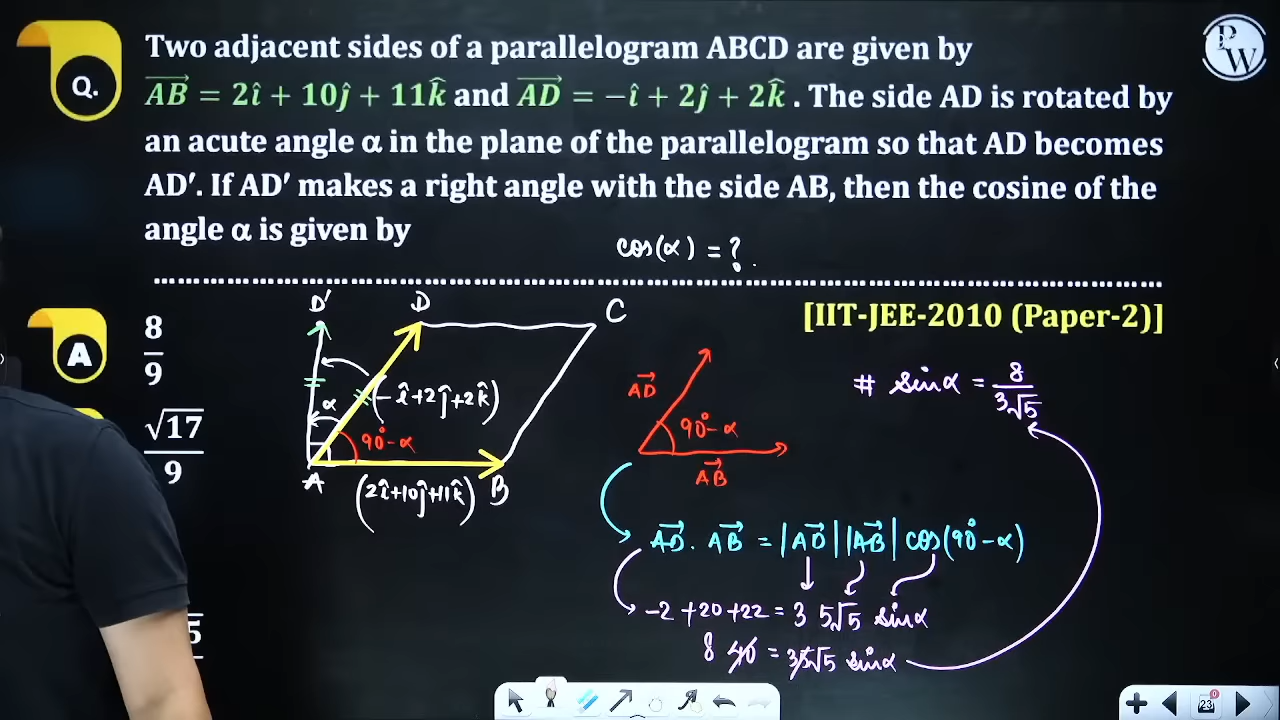 Q.
Two adjacent sides of a parallelogram ABCD are given by
AB⃗ = 2î + 10ĵ + 11k̂ and AD⃗ = −î + 2ĵ + 2k̂ . The side AD is rotated by
an acute angle α in the plane of the parallelogram so that AD becomes
AD′. If AD′ makes a right angle with the side AB, then the cosine of the
angle α is given by
cos(α) = ?
[IIT-JEE-2010 (Paper-2)]
PW
A
8/9
√17/9
5
D′ D C
(-î+2ĵ+2k̂)
α
90°-α
A B
(2î+10ĵ+11k̂)
AD⃗
90°-α
AB⃗
# sinα = 8/3√5
AD⃗ . AB⃗ = |AD⃗| |AB⃗| cos(90°-α)
-2 +20+22 = 3 5√5 sinα
8 40 = 35√5 sinα
23